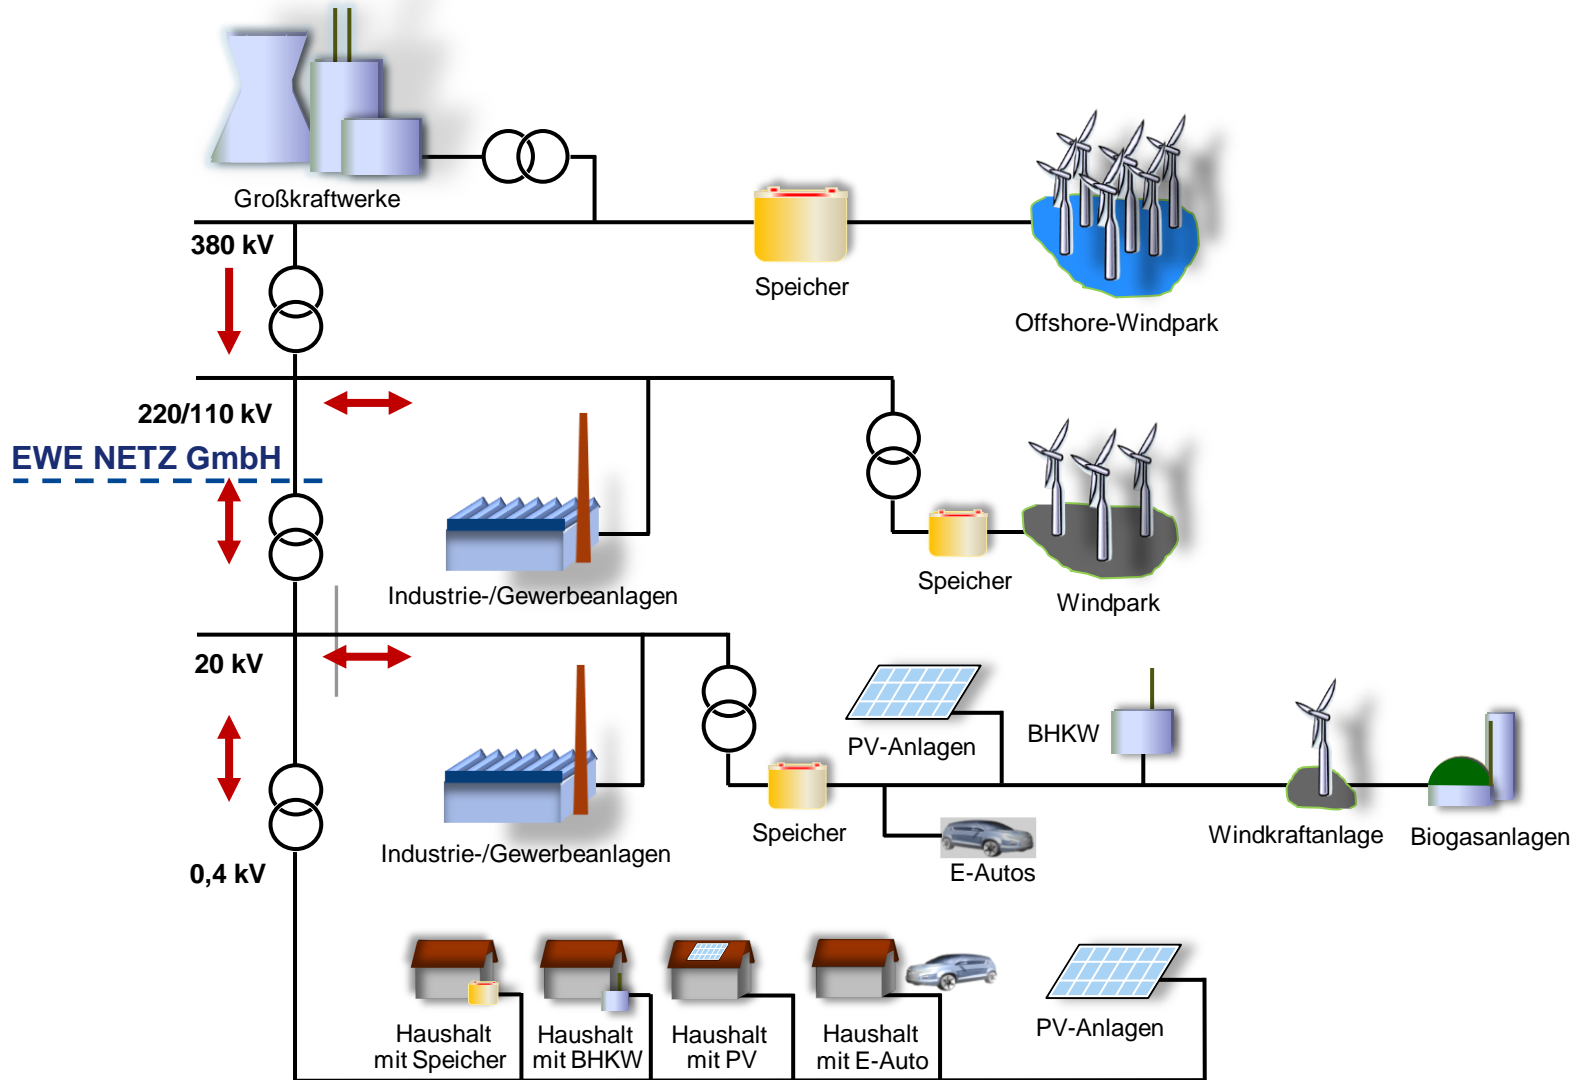 Großkraftwerke
380 kV
Speicher
Offshore-Windpark
220/110 kV
EWE NETZ GmbH
Industrie-/Gewerbeanlagen
Speicher
Windpark
20 kV
PV-Anlagen
BHKW
Industrie-/Gewerbeanlagen
Speicher
Windkraftanlage
Biogasanlagen
E-Autos
0,4 kV
Haushalt
mit Speicher
Haushalt
mit BHKW
Haushalt
mit PV
Haushalt
mit E-Auto
PV-Anlagen